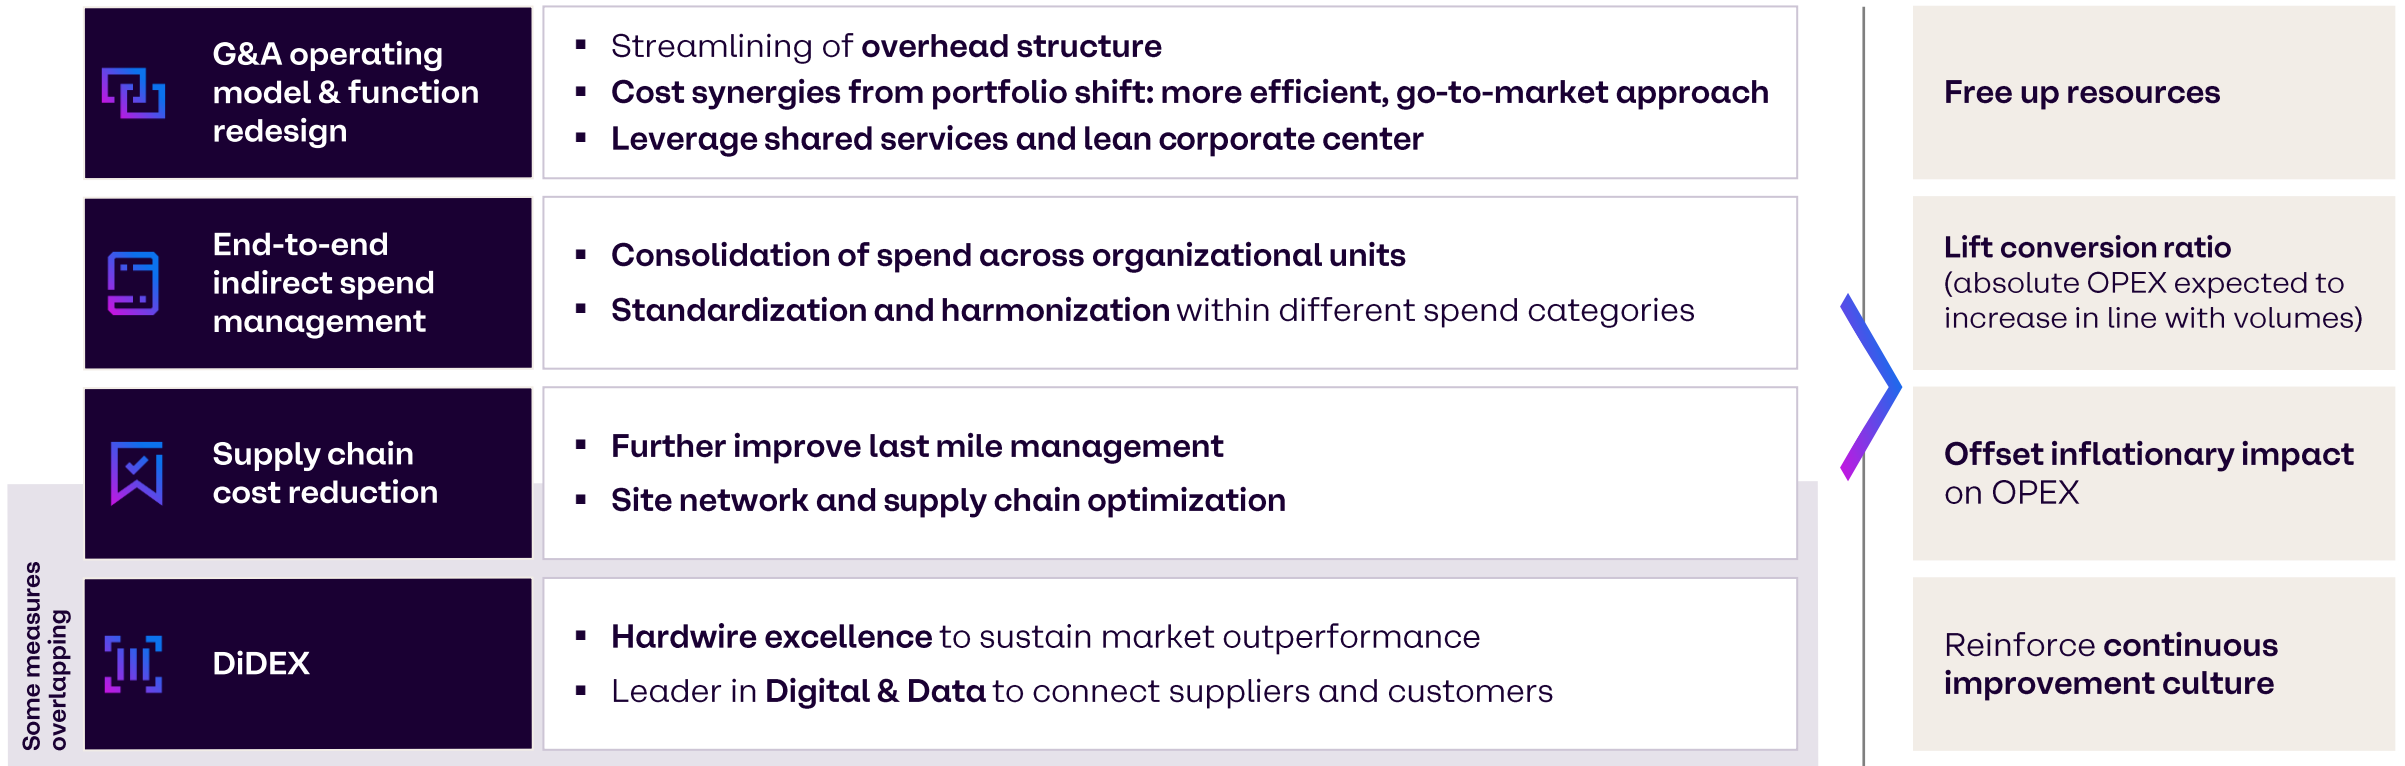 G&A operating
model & function
redesign
▪ Streamlining of overhead structure
▪ Cost synergies from portfolio shift: more efficient, go-to-market approach
▪ Leverage shared services and lean corporate center
Free up resources
End-to-end
indirect spend
management
▪ Consolidation of spend across organizational units
▪ Standardization and harmonization within different spend categories
Lift conversion ratio
(absolute OPEX expected to
increase in line with volumes)
Supply chain
cost reduction
▪ Further improve last mile management
▪ Site network and supply chain optimization
Offset inflationary impact
on OPEX
Some measures
overlapping
DiDEX
▪ Hardwire excellence to sustain market outperformance
▪ Leader in Digital & Data to connect suppliers and customers
Reinforce continuous
improvement culture